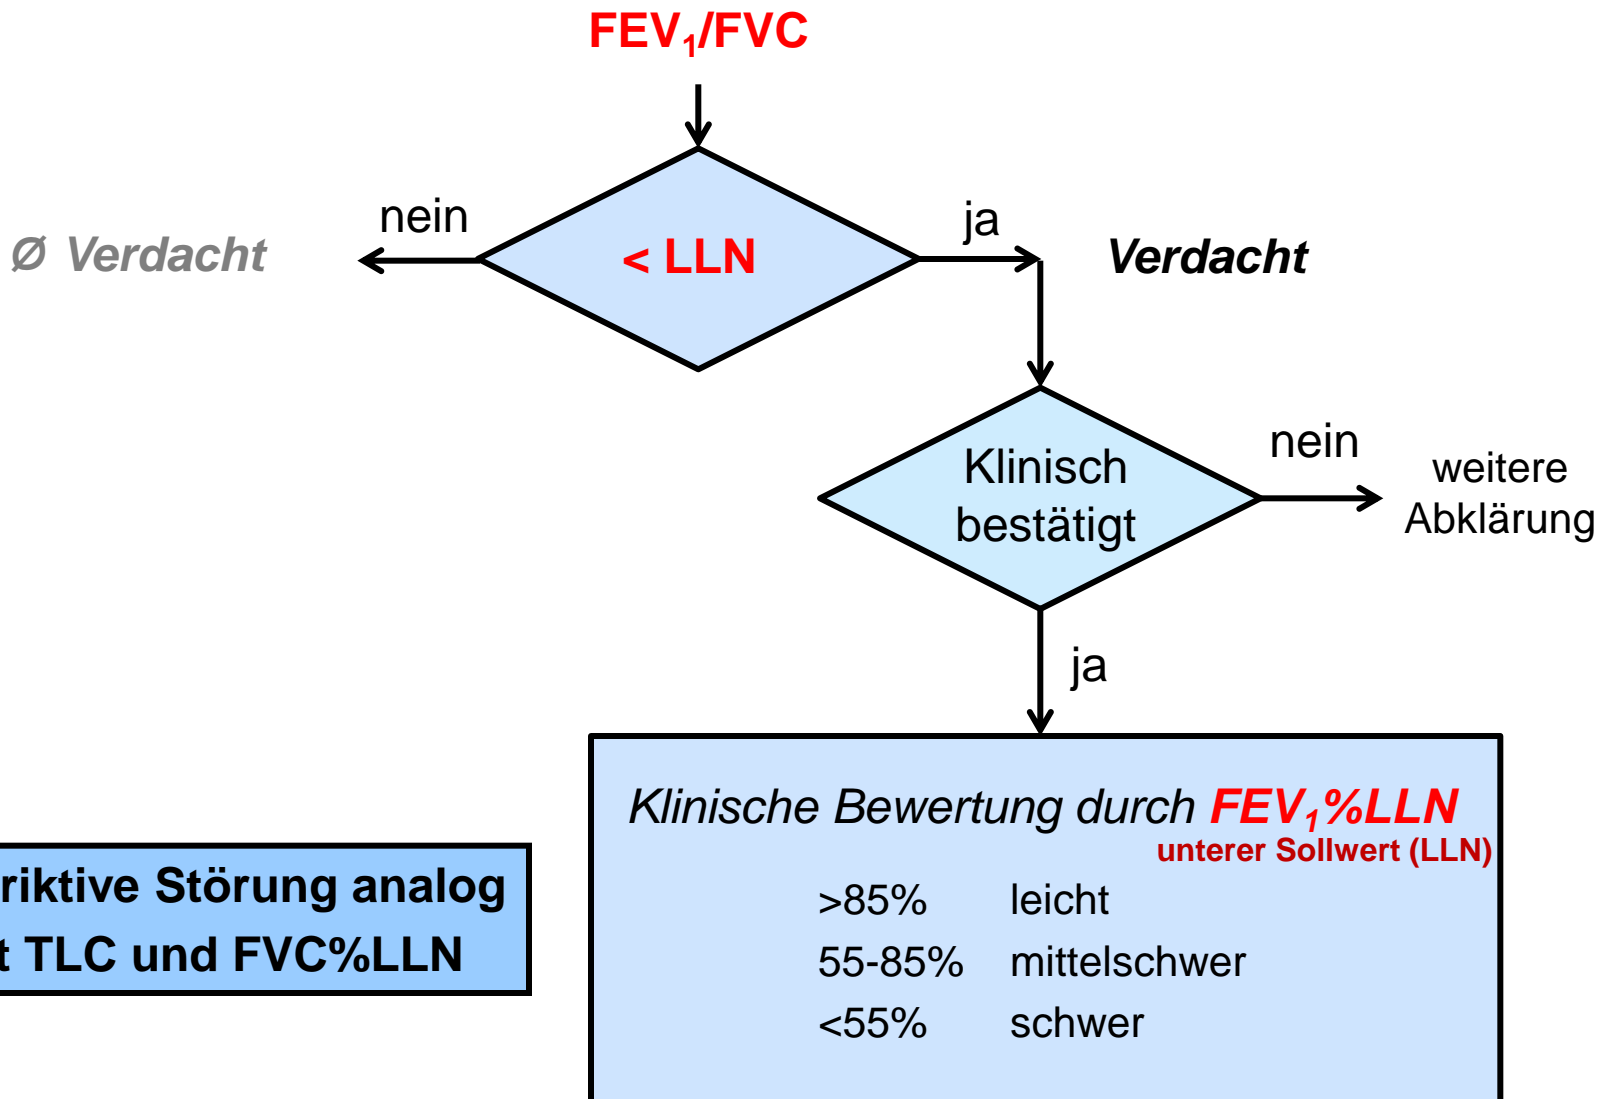 FEV₁/FVC
nein
ja
Ø Verdacht
< LLN
Verdacht
Klinisch
bestätigt
nein
weitere
Abklärung
ja
Klinische Bewertung durch FEV₁%LLN
unterer Sollwert (LLN)
>85% leicht
55-85% mittelschwer
<55% schwer
riktive Störung analog
t TLC und FVC%LLN